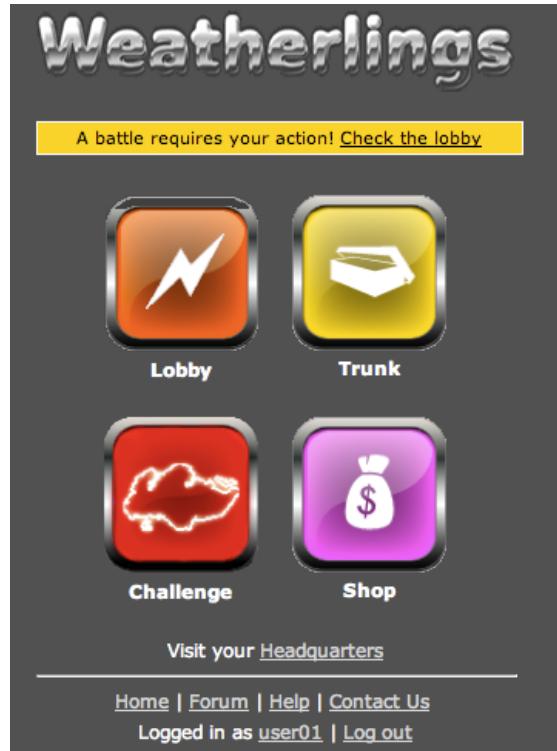 Weatherlings
A battle requires your action! Check the lobby
Lobby
Trunk
$
Challenge
Shop
Visit your Headquarters
Home | Forum | Help | Contact Us
Logged in as user01 | Log out